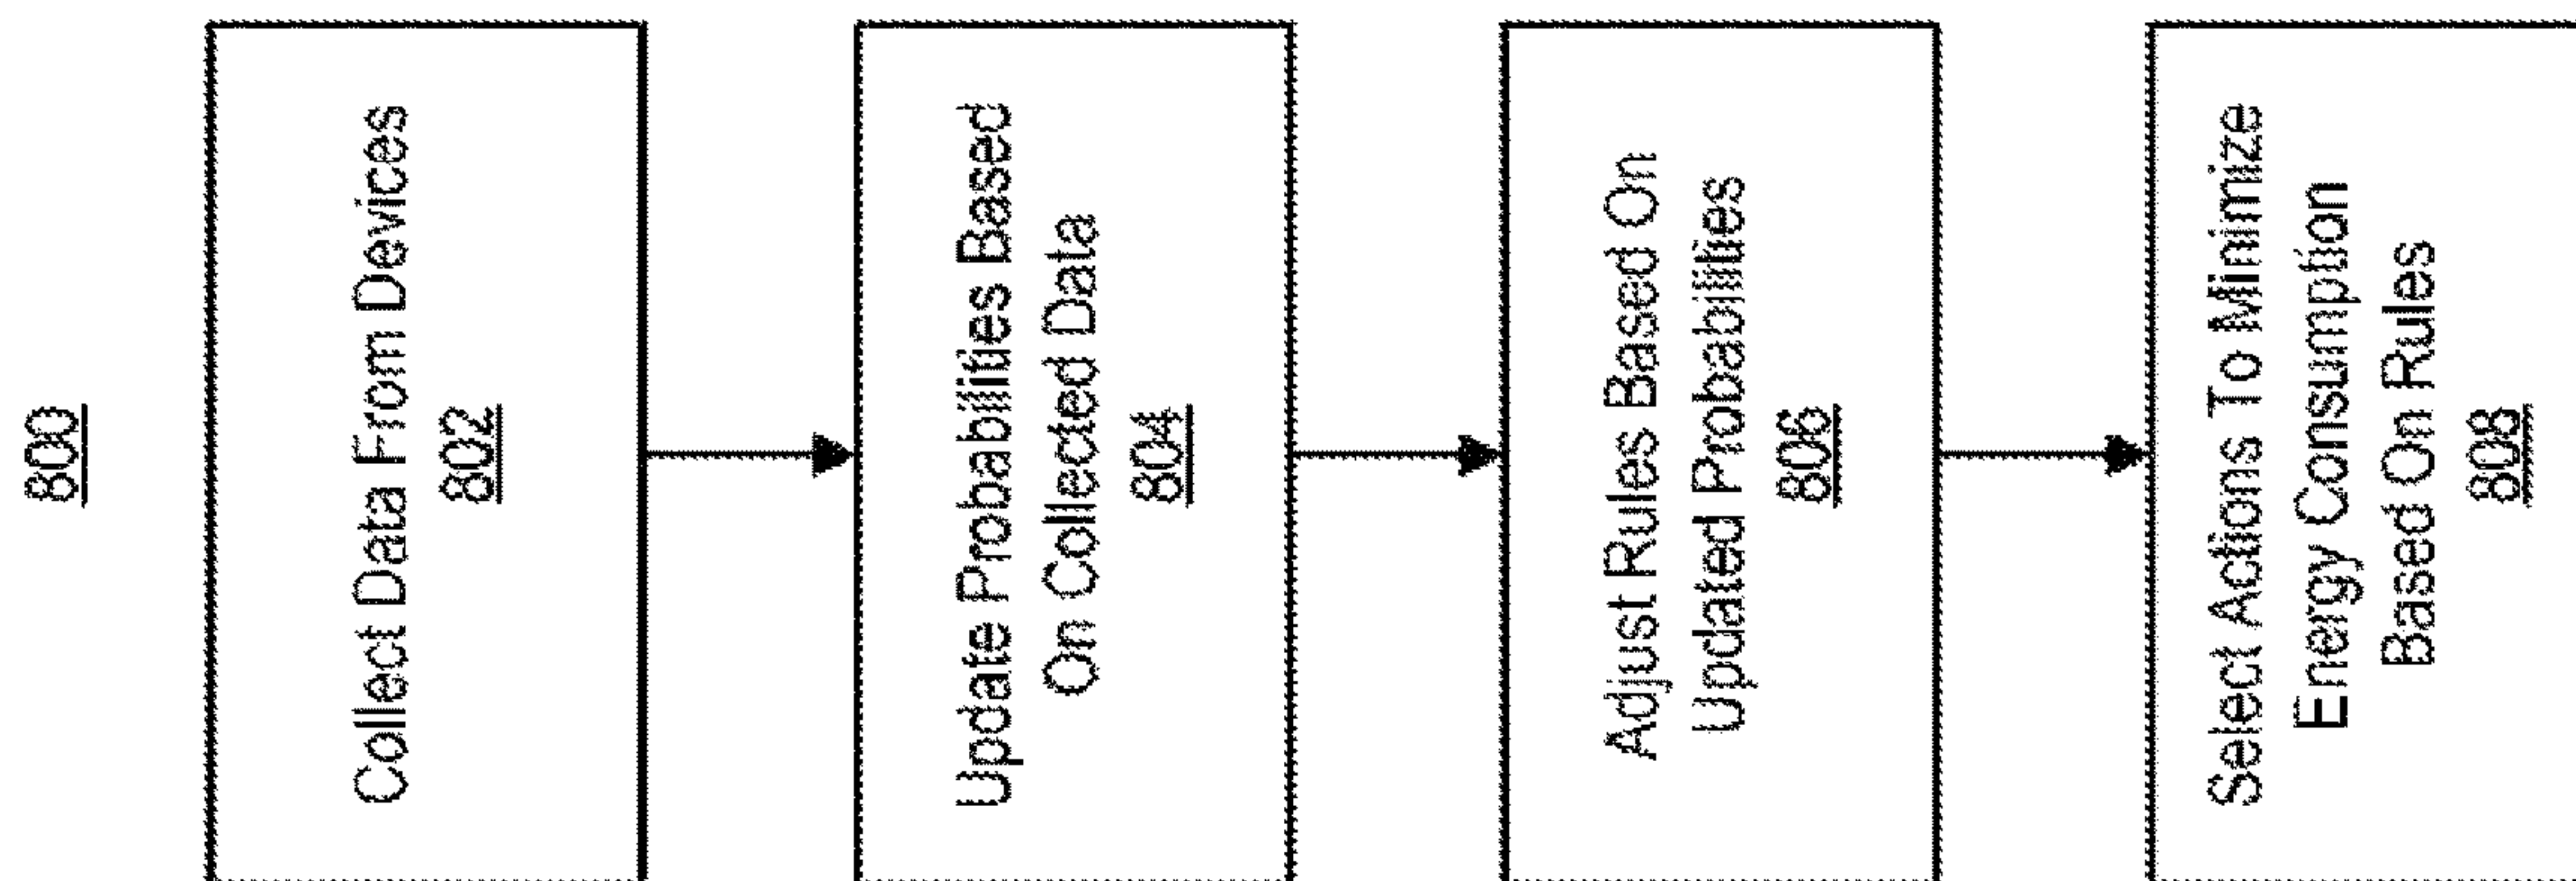 800
Collect Data From Devices
802
Update Probabilities Based
On Collected Data
804
Adjust Rules Based On
Updated Probabilities
806
Select Actions To Minimize
Energy Consumption
Based On Rules
808